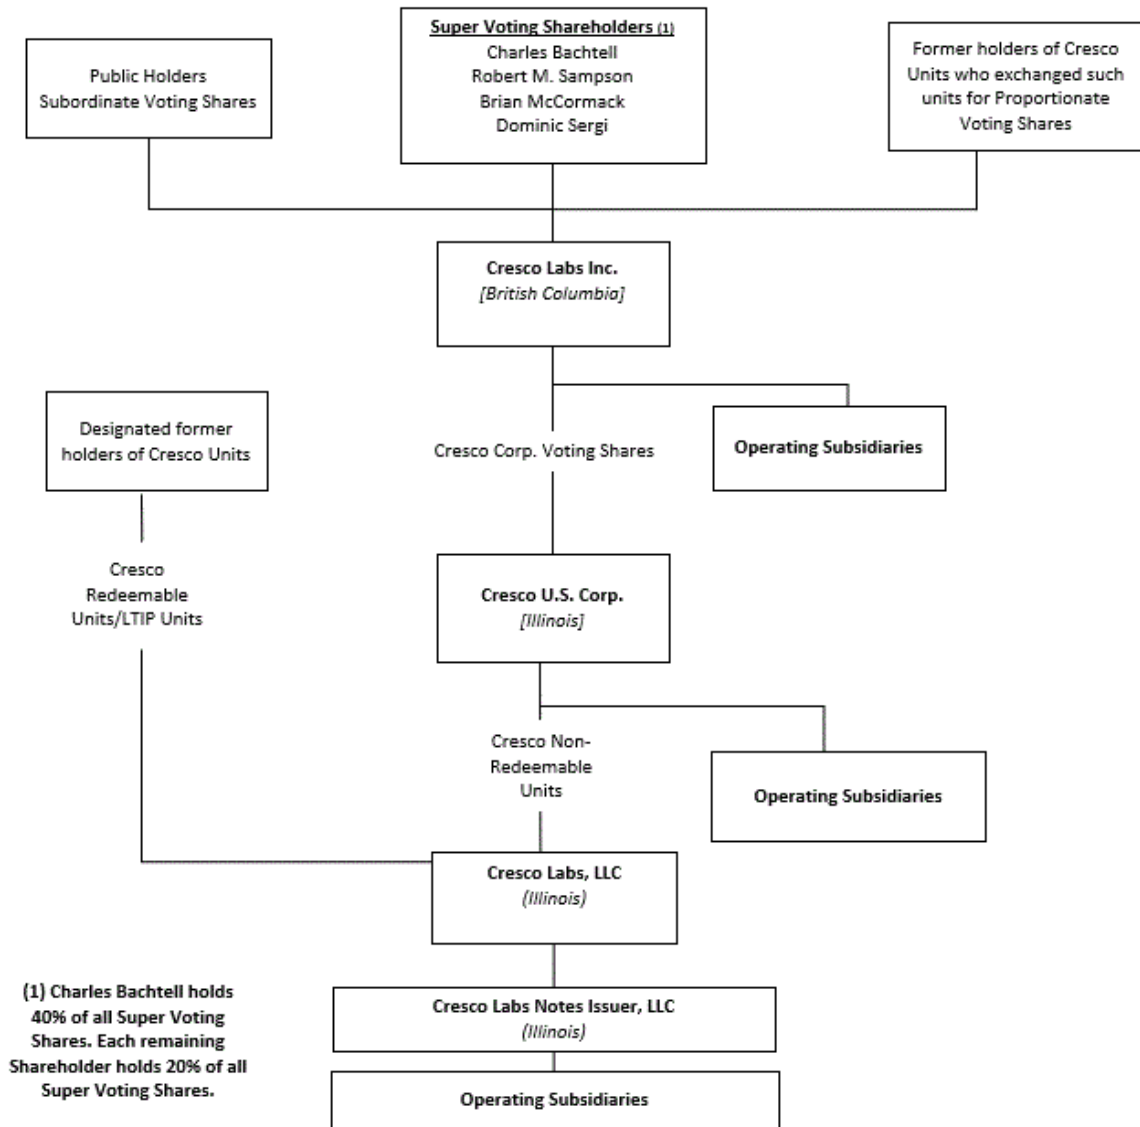 Public Holders
Subordinate Voting Shares
Super Voting Shareholders (1)
Charles Bachtell
Robert M. Sampson
Brian McCormack
Dominic Sergi
Former holders of Cresco
Units who exchanged such
units for Proportionate
Voting Shares
Cresco Labs Inc.
[British Columbia]
Designated former
holders of Cresco Units
Cresco Corp. Voting Shares
Operating Subsidiaries
Cresco
Redeemable
Units/LTIP Units
Cresco U.S. Corp.
[Illinois]
Cresco Non-
Redeemable
Units
Operating Subsidiaries
Cresco Labs, LLC
(Illinois)
(1) Charles Bachtell holds
40% of all Super Voting
Shares. Each remaining
Shareholder holds 20% of all
Super Voting Shares.
Cresco Labs Notes Issuer, LLC
(Illinois)
Operating Subsidiaries